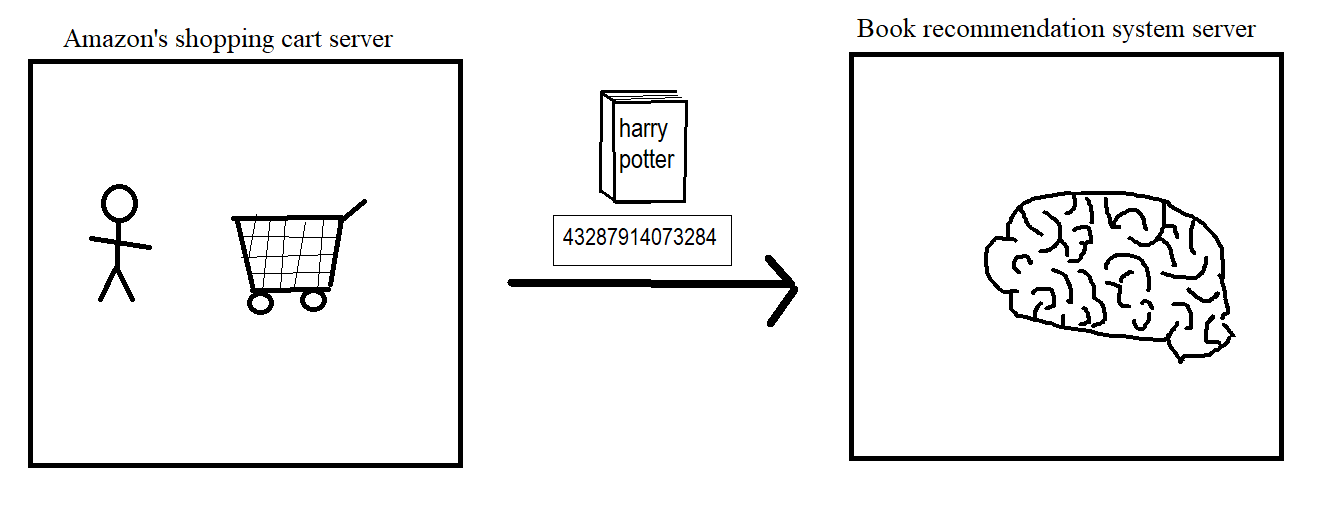 Amazon's shopping cart server
Book recommendation system server
harry
potter
43287914073284